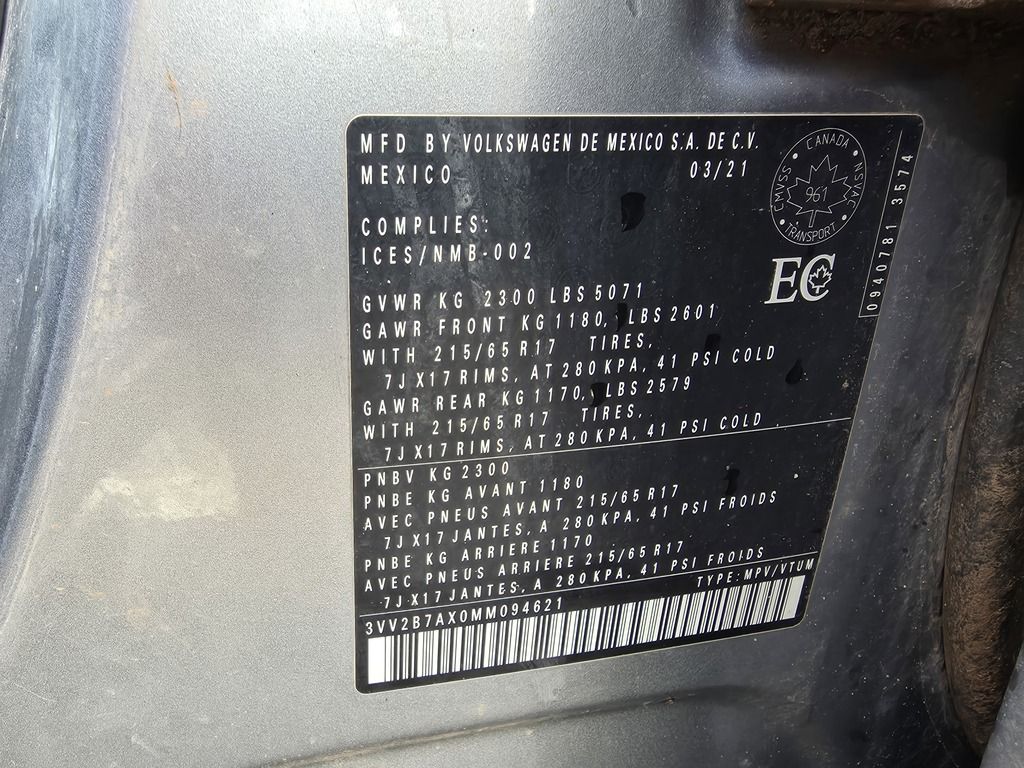 MFD BY VOLKSWAGEN DE MEXICO S.A. DE C.V.
MEXICO 03/21
CANADA
CMVSS NSVAC
961
TRANSPORT
0940781 3574
COMPLIES:
ICES/NMB-002
EC
GVWR KG 2300 LBS 5071
GAWR FRONT KG 1180, LBS 2601
WITH 215/65 R17 TIRES,
7J X17 RIMS, AT 280 KPA, 41 PSI COLD
GAWR REAR KG 1170, LBS 2579
WITH 215/65 R17 TIRES,
7J X17 RIMS, AT 280 KPA, 41 PSI COLD
PNBV KG 2300
PNBE KG AVANT 1180
AVEC PNEUS AVANT 215/65 R17
7J X17 JANTES, A 280 KPA, 41 PSI FROIDS
PNBE KG ARRIERE 1170
AVEC PNEUS ARRIERE 215/65 R17
7J X17 JANTES, A 280 KPA, 41 PSI FROIDS
3VV2B7AX0MM094621 TYPE: MPV/VTUM